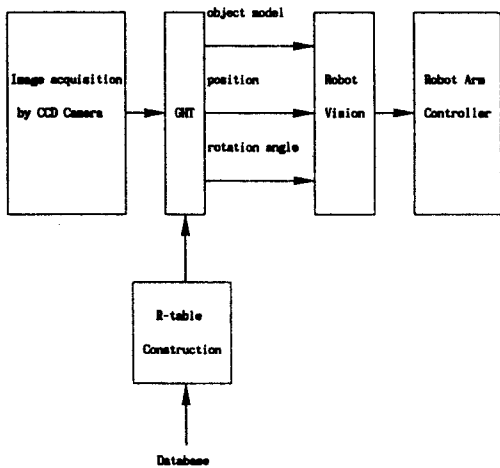 object model
Image acquisition
by CCD Camera
GHT
position
rotation angle
Robot
Vision
Robot Arm
Controller
R-table
Construction
Database